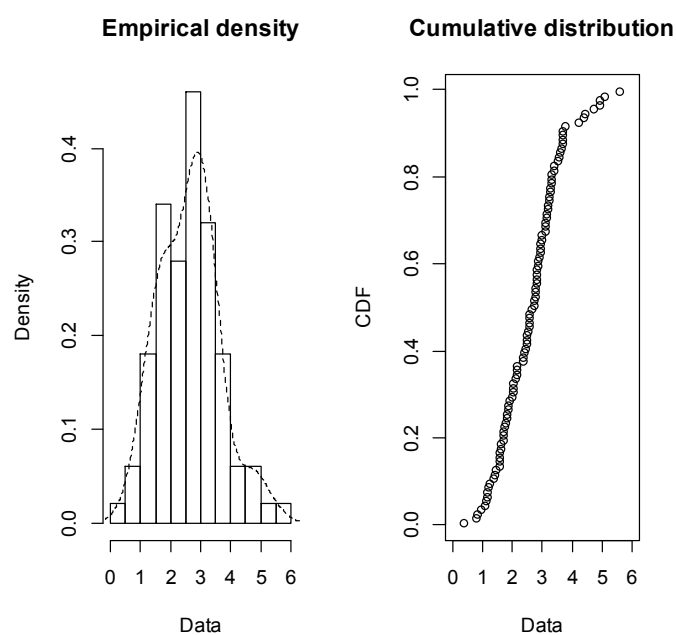 Empirical density
Density
0.0 0.1 0.2 0.3 0.4
0 1 2 3 4 5 6
Data
Cumulative distribution
CDF
0.0 0.2 0.4 0.6 0.8 1.0
0 1 2 3 4 5 6
Data